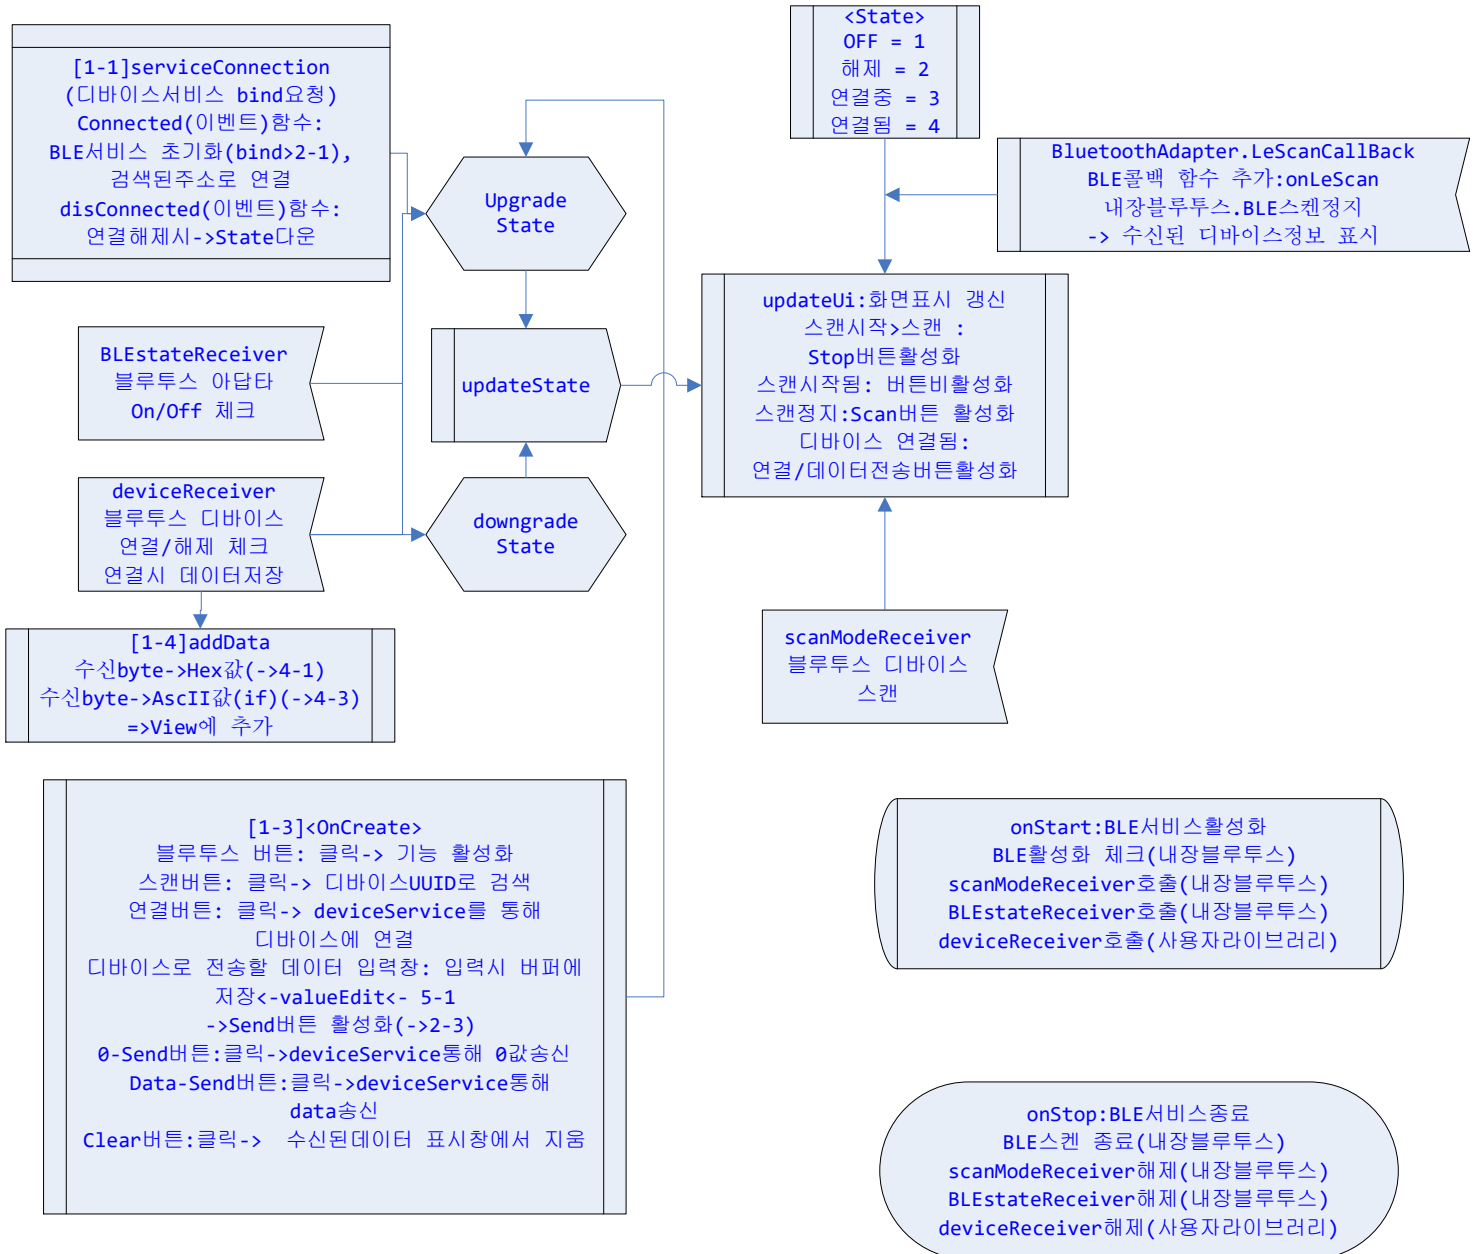 [1-1]serviceConnection
(디바이스서비스 bind요청)
Connected(이벤트)함수:
BLE서비스 초기화(bind>2-1),
검색된주소로 연결
disConnected(이벤트)함수:
연결해제시->State다운
<State>
OFF = 1
해제 = 2
연결중 = 3
연결됨 = 4
BluetoothAdapter.LeScanCallBack
BLE콜백 함수 추가:onLeScan
내장블루투스.BLE스켄정지
-> 수신된 디바이스정보 표시
Upgrade
State
BLEstateReceiver
블루투스 아답타
On/Off 체크
updateState
updateUi:화면표시 갱신
스캔시작>스캔 :
Stop버튼활성화
스캔시작됨: 버튼비활성화
스캔정지:Scan버튼 활성화
디바이스 연결됨:
연결/데이터전송버튼활성화
deviceReceiver
블루투스 디바이스
연결/해제 체크
연결시 데이터저장
downgrade
State
[1-4]addData
수신byte->Hex값(->4-1)
수신byte->AscII값(if)(->4-3)
=>View에 추가
scanModeReceiver
블루투스 디바이스
스캔
[1-3]<OnCreate>
블루투스 버튼: 클릭-> 기능 활성화
스캔버튼: 클릭-> 디바이스UUID로 검색
연결버튼: 클릭-> deviceService를 통해
디바이스에 연결
디바이스로 전송할 데이터 입력창: 입력시 버퍼에
저장<-valueEdit<- 5-1
->Send버튼 활성화(->2-3)
0-Send버튼:클릭->deviceService통해 0값송신
Data-Send버튼:클릭->deviceService통해
data송신
Clear버튼:클릭->  수신된데이터 표시창에서 지움
onStart:BLE서비스활성화
BLE활성화 체크(내장블루투스)
scanModeReceiver호출(내장블루투스)
BLEstateReceiver호출(내장블루투스)
deviceReceiver호출(사용자라이브러리)
onStop:BLE서비스종료
BLE스켄 종료(내장블루투스)
scanModeReceiver해제(내장블루투스)
BLEstateReceiver해제(내장블루투스)
deviceReceiver해제(사용자라이브러리)